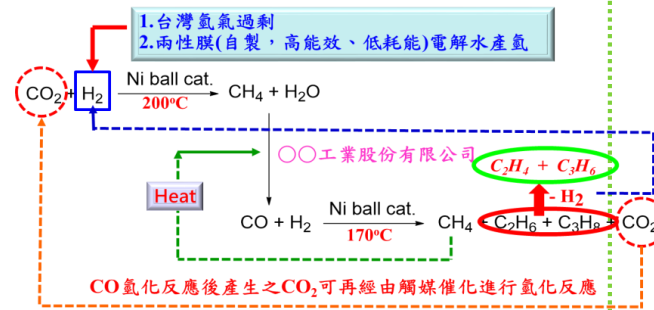 1.台灣氫氣過剩
2.兩性膜(自製，高能效、低耗能)電解水產氫
CO₂ + H₂
Ni ball cat.
200°C
CH₄ + H₂O
○○工業股份有限公司
C₂H₄ + C₃H₆
- H₂
Heat
CO + H₂
Ni ball cat.
170°C
CH₄ + C₂H₆ + C₃H₈ + CO₂
CO氫化反應後產生之CO₂可再經由觸媒催化進行氫化反應